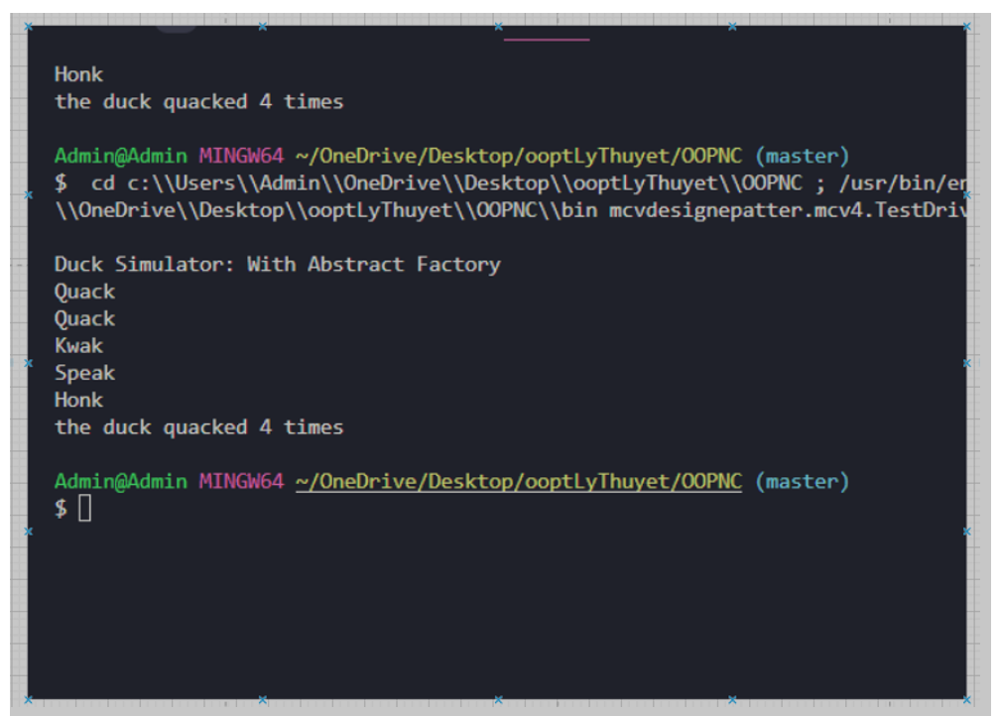 Honk
the duck quacked 4 times
Admin@Admin MINGW64 ~/OneDrive/Desktop/ooptLyThuyet/OOPNC (master)
$ cd c:\\Users\\Admin\\OneDrive\\Desktop\\ooptLyThuyet\\OOPNC ; /usr/bin/en
\\OneDrive\\Desktop\\ooptLyThuyet\\OOPNC\\bin mcvdesignepatter.mcv4.TestDriv
Duck Simulator: With Abstract Factory
Quack
Quack
Kwak
Speak
Honk
the duck quacked 4 times
Admin@Admin MINGW64 ~/OneDrive/Desktop/ooptLyThuyet/OOPNC (master)
$